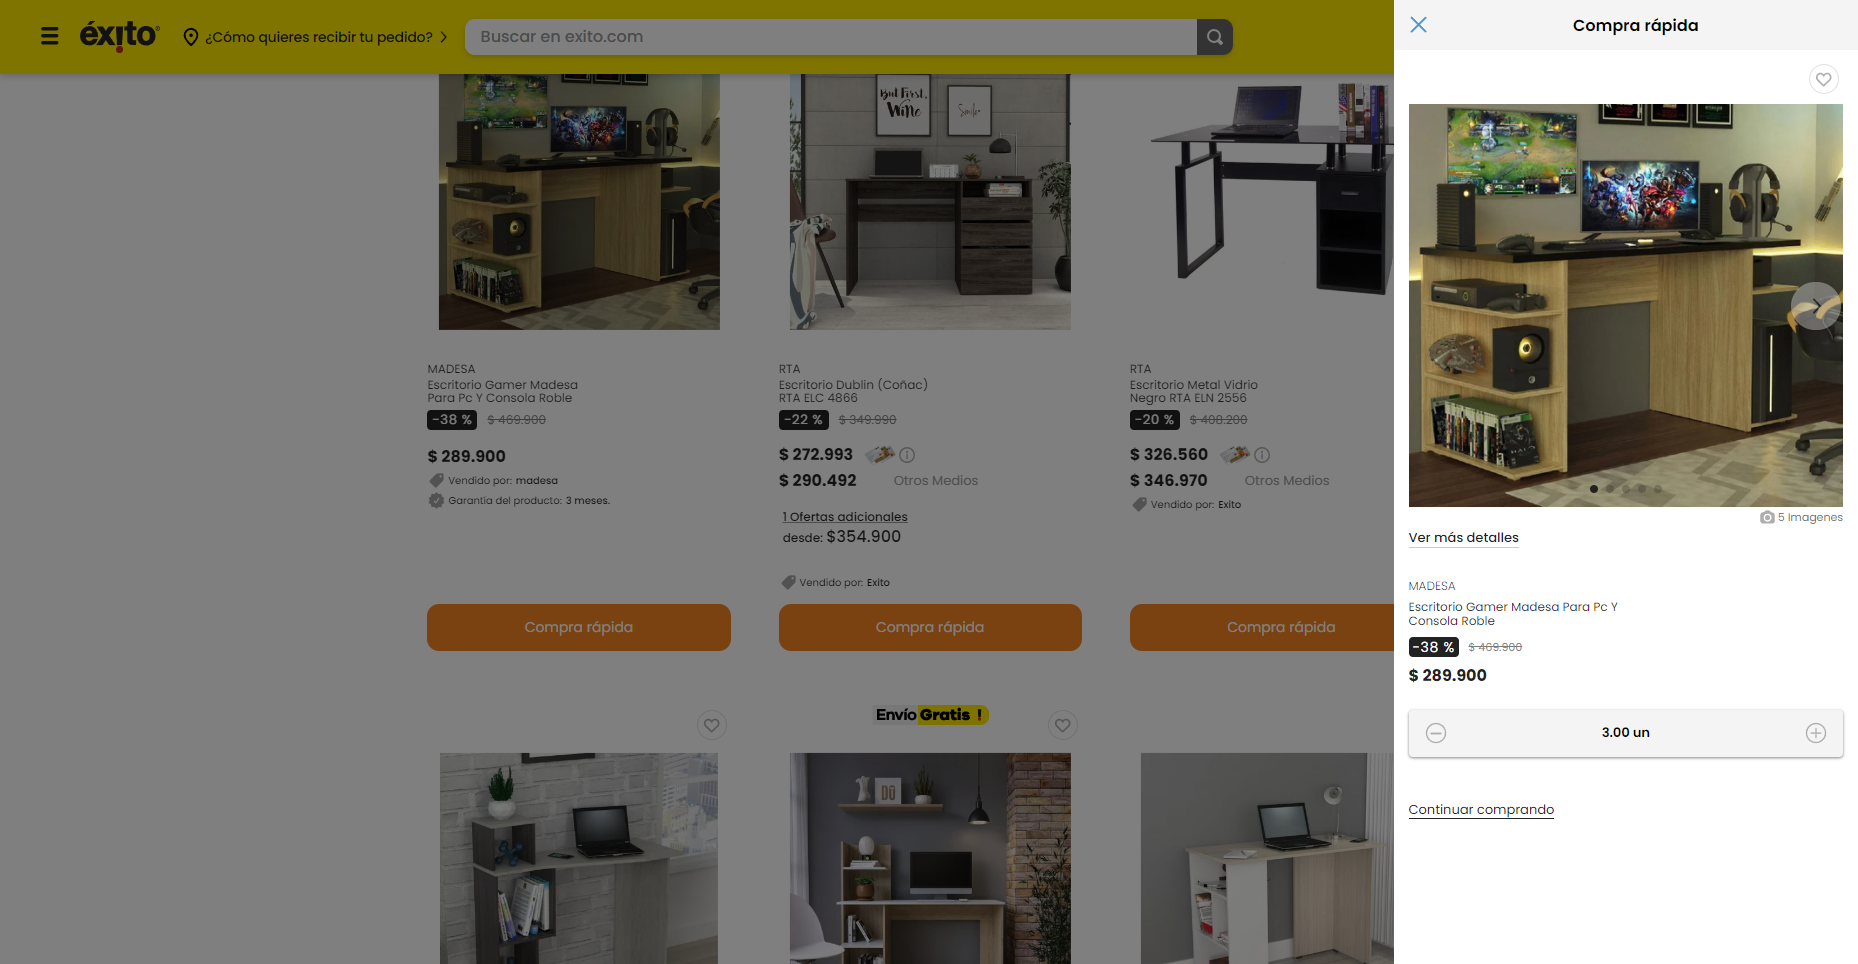 éxito
¿Cómo quieres recibir tu pedido?
Buscar en exito.com
But First,
Wine
Smile
MADESA
Escritorio Gamer Madesa
Para Pc Y Consola Roble
-38 % $ 469.900
$ 289.900
Vendido por: madesa
Garantía del producto: 3 meses.
Compra rápida
RTA
Escritorio Dublin (Coñac)
RTA ELC 4866
-22 % $ 349.990
$ 272.993
$ 290.492 Otros Medios
1 Ofertas adicionales
desde: $354.900
Vendido por: Exito
Compra rápida
RTA
Escritorio Metal Vidrio
Negro RTA ELN 2556
-20 % $ 408.200
$ 326.560
$ 346.970 Otros Medios
Vendido por: Exito
Compra rápida
Envío Gratis !
Compra rápida
5 Imagenes
Ver más detalles
MADESA
Escritorio Gamer Madesa Para Pc Y
Consola Roble
-38 % $ 469.900
$ 289.900
3.00 un
Continuar comprando